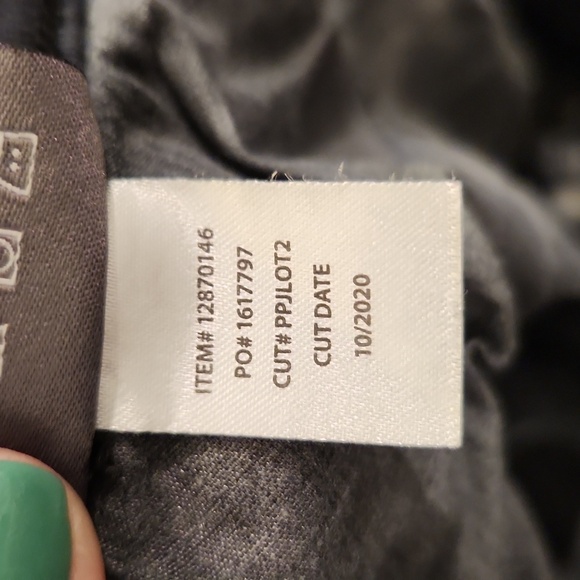 ITEM# 12870146
PO# 1617797
CUT# PPJLOT2
CUT DATE
10/2020